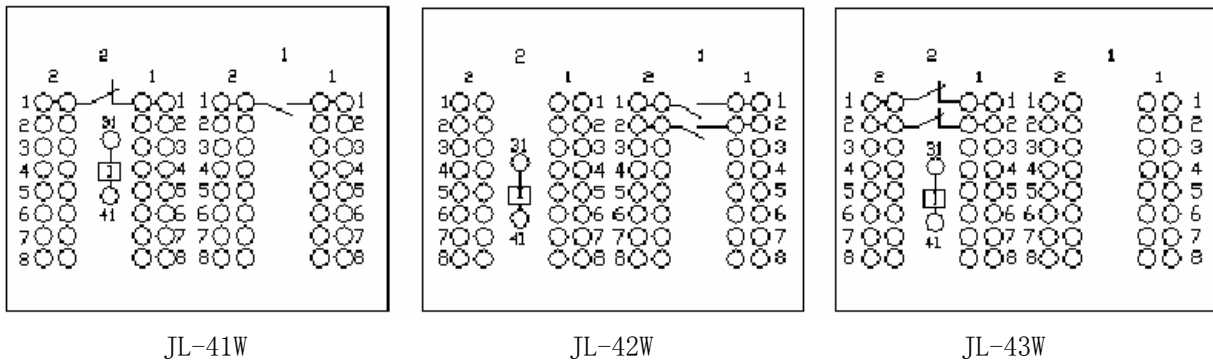 2 1
2 1 2 1
1 1 1 1
2 2 2 2
31
3 3 3 3
4 J 4 4 4
5 5 5 5
41
6 6 6 6
7 7 7 7
8 8 8 8
JL-41W
2 1
2 1 2 1
1 1 1 1
2 2 2 2
31
3 3 3 3
4 4 4 4
5 5 5 5
6 6 6 6
41
7 7 7 7
8 8 8 8
JL-42W
2 1
2 1 2 1
1 1 1 1
2 2 2 2
31
3 3 3 3
4 4 4 4
5 J 5 5 5
6 6 6 6
41
7 7 7 7
8 8 8 8
JL-43W